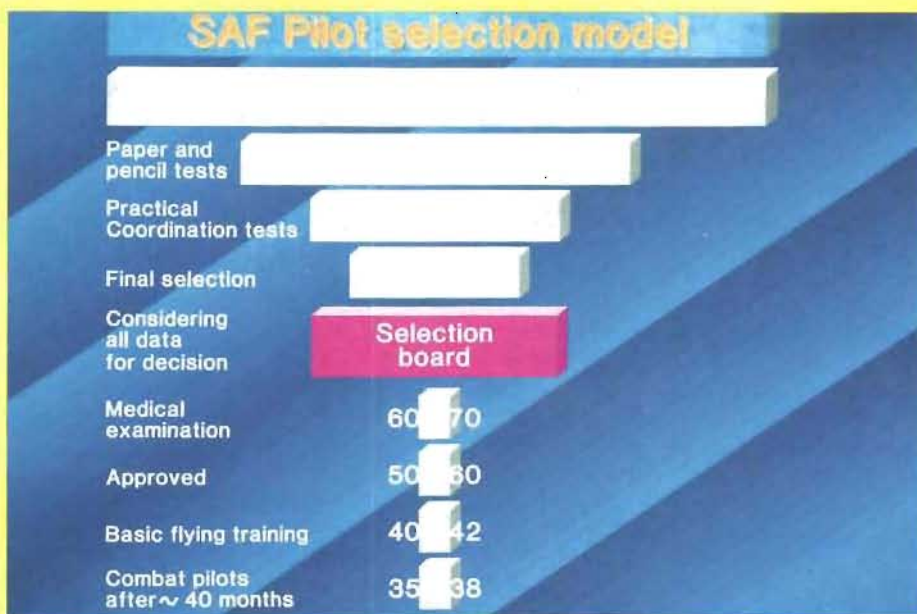 SAF Pilot selection model
Paper and
pencil tests
Practical
Coordination tests
Final selection
Considering
all data
for decision
Selection
board
Medical
examination
60 70
Approved
50 60
Basic flying training
40 42
Combat pilots
after ~ 40 months
35 38